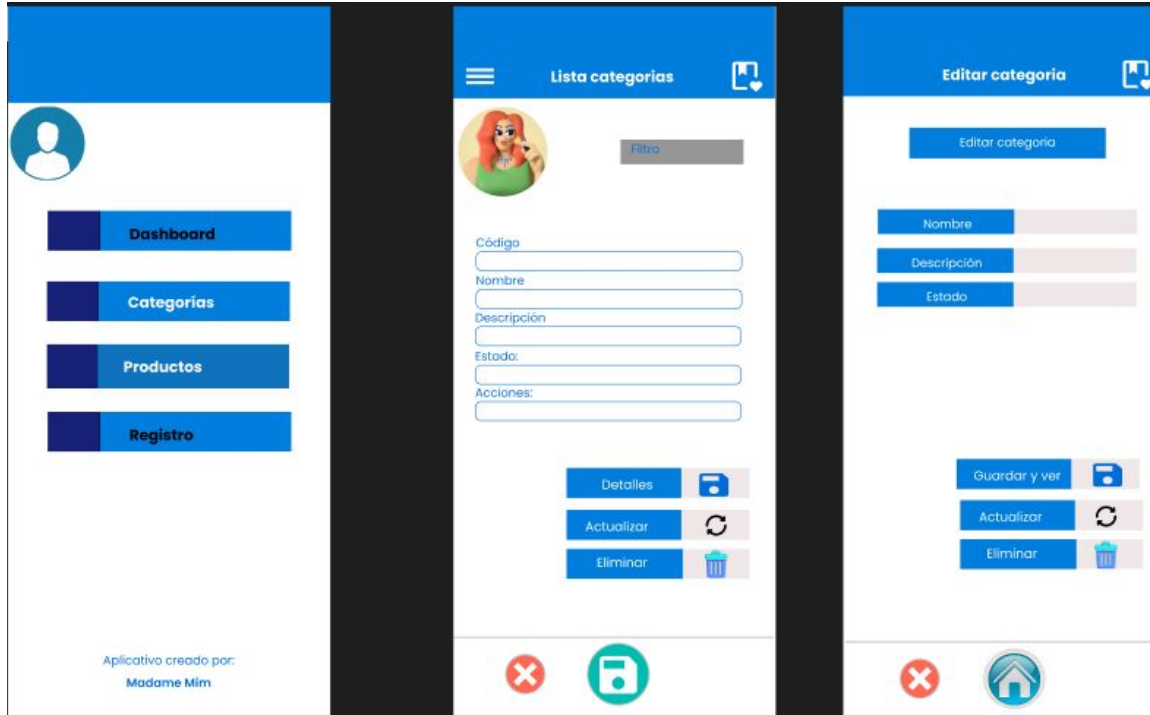 Dashboard
Categorías
Productos
Registro
Aplicativo creado por:
Madame Mim
Lista categorias
Filtro
Código
Nombre
Descripción
Estado:
Acciones:
Detalles
Actualizar
Eliminar
Editar categoria
Editar categoria
Nombre
Descripción
Estado
Guardar y ver
Actualizar
Eliminar